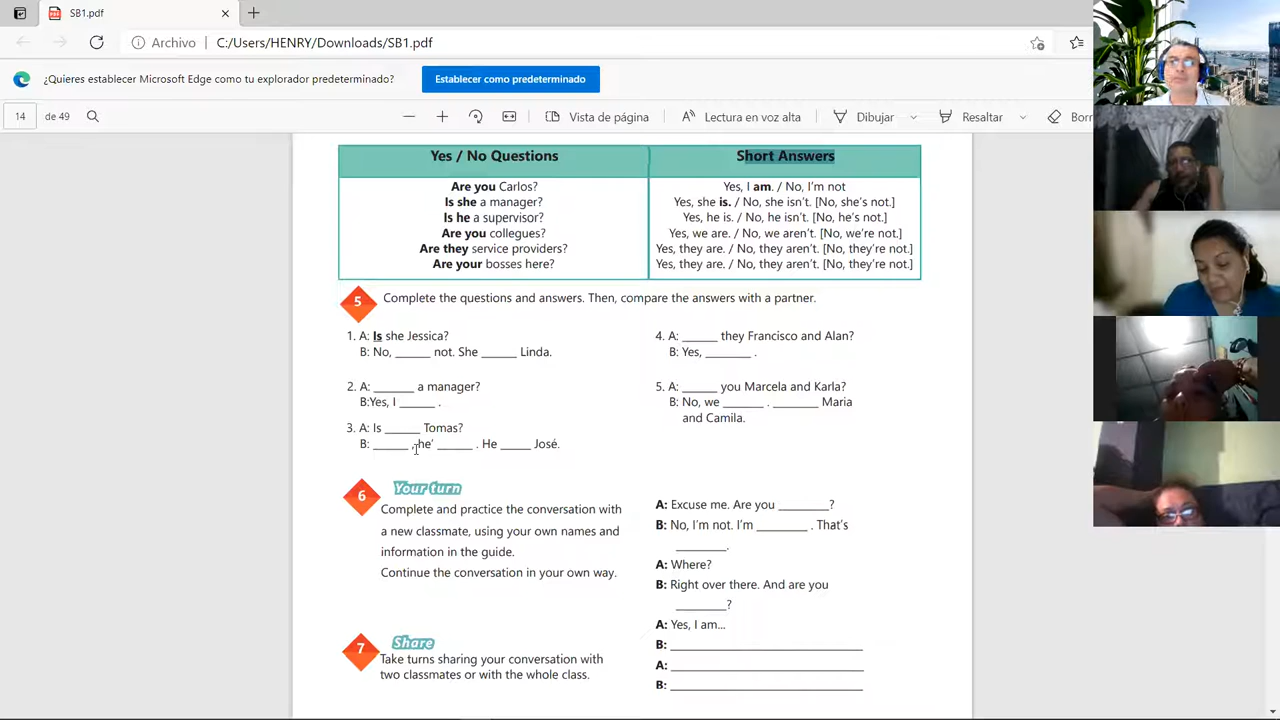 SB1.pdf
Archivo C:/Users/HENRY/Downloads/SB1.pdf
¿Quieres establecer Microsoft Edge como tu explorador predeterminado? Establecer como predeterminado
14 de 49 Vista de página Lectura en voz alta Dibujar Resaltar Borr
Yes / No Questions Short Answers
Are you Carlos? Yes, I am. / No, I'm not
Is she a manager? Yes, she is. / No, she isn't. [No, she's not.]
Is he a supervisor? Yes, he is. / No, he isn't. [No, he's not.]
Are you collegues? Yes, we are. / No, we aren't. [No, we're not.]
Are they service providers? Yes, they are. / No, they aren't. [No, they're not.]
Are your bosses here? Yes, they are. / No, they aren't. [No, they're not.]
5 Complete the questions and answers. Then, compare the answers with a partner.
1. A: Is she Jessica?
B: No, ______ not. She ______ Linda.
2. A: _______ a manager?
B:Yes, I ______ .
3. A: Is ______ Tomas?
B: ______ , he' ______ . He _____ José.
4. A: ______ they Francisco and Alan?
B: Yes, ________ .
5. A: ______ you Marcela and Karla?
B: No, we _______ . ________ Maria
and Camila.
6 Your turn
Complete and practice the conversation with
a new classmate, using your own names and
information in the guide.
Continue the conversation in your own way.
A: Excuse me. Are you _________?
B: No, I'm not. I'm _________ . That's
_________.
A: Where?
B: Right over there. And are you
_________?
A: Yes, I am...
B: __________________________________
A: __________________________________
B: __________________________________
7 Share
Take turns sharing your conversation with
two classmates or with the whole class.